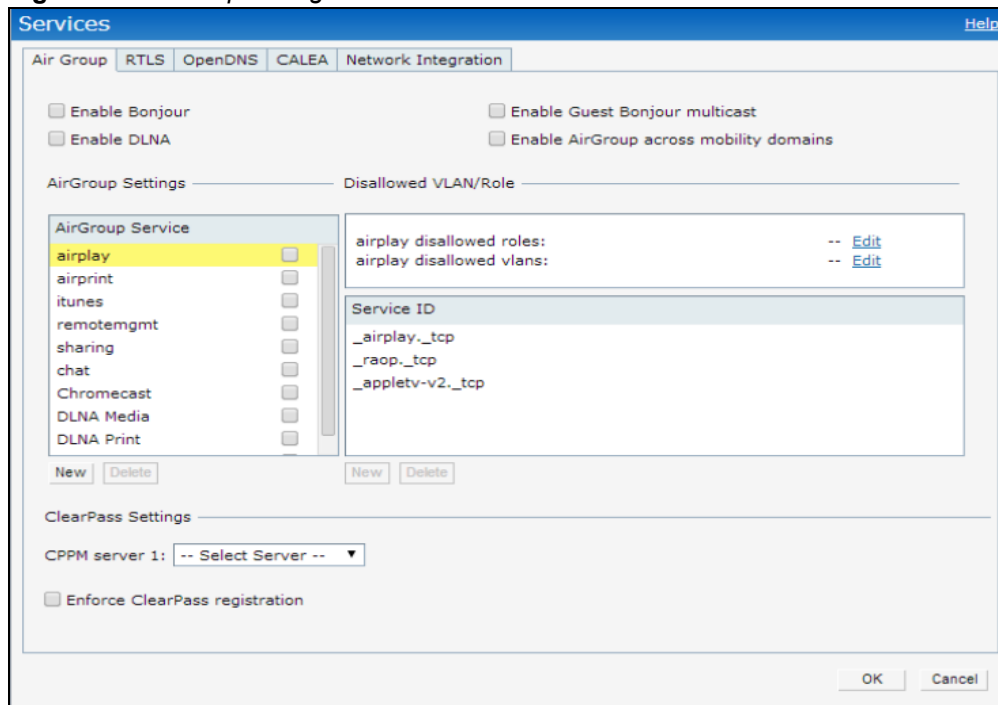 Services
Help
Air Group RTLS OpenDNS CALEA Network Integration
Enable Bonjour
Enable Guest Bonjour multicast
Enable DLNA
Enable AirGroup across mobility domains
AirGroup Settings
Disallowed VLAN/Role
AirGroup Service
airplay
airprint
itunes
remotemgmt
sharing
chat
Chromecast
DLNA Media
DLNA Print
New Delete
airplay disallowed roles: -- Edit
airplay disallowed vlans: -- Edit
Service ID
_airplay._tcp
_raop._tcp
_appletv-v2._tcp
New Delete
ClearPass Settings
CPPM server 1: -- Select Server --
Enforce ClearPass registration
OK Cancel